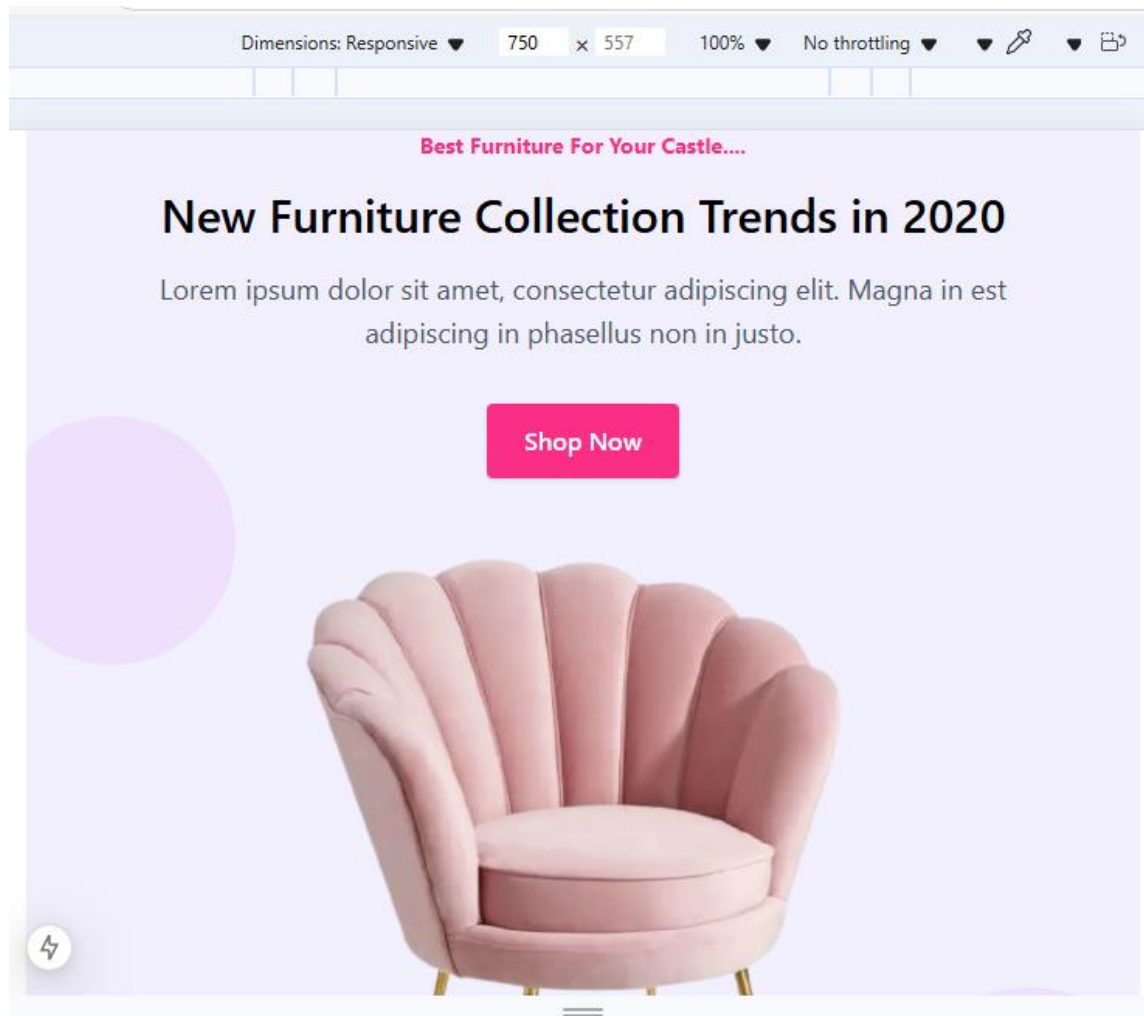 Dimensions: Responsive 750 × 557 100% No throttling
Best Furniture For Your Castle....
New Furniture Collection Trends in 2020
Lorem ipsum dolor sit amet, consectetur adipiscing elit. Magna in est
adipiscing in phasellus non in justo.
Shop Now